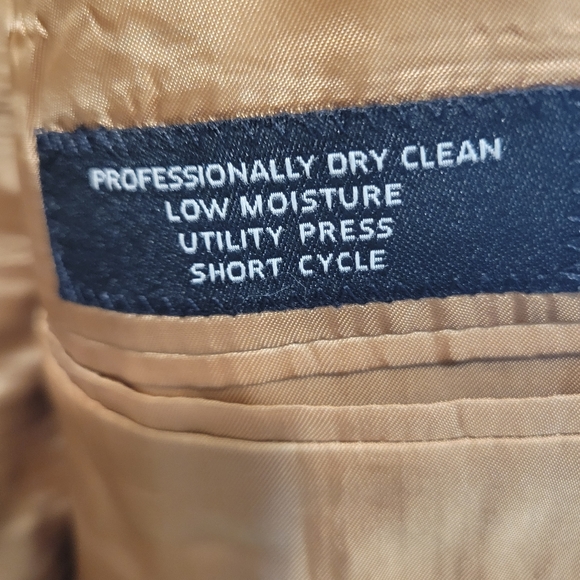 PROFESSIONALLY DRY CLEAN
LOW MOISTURE
UTILITY PRESS
SHORT CYCLE